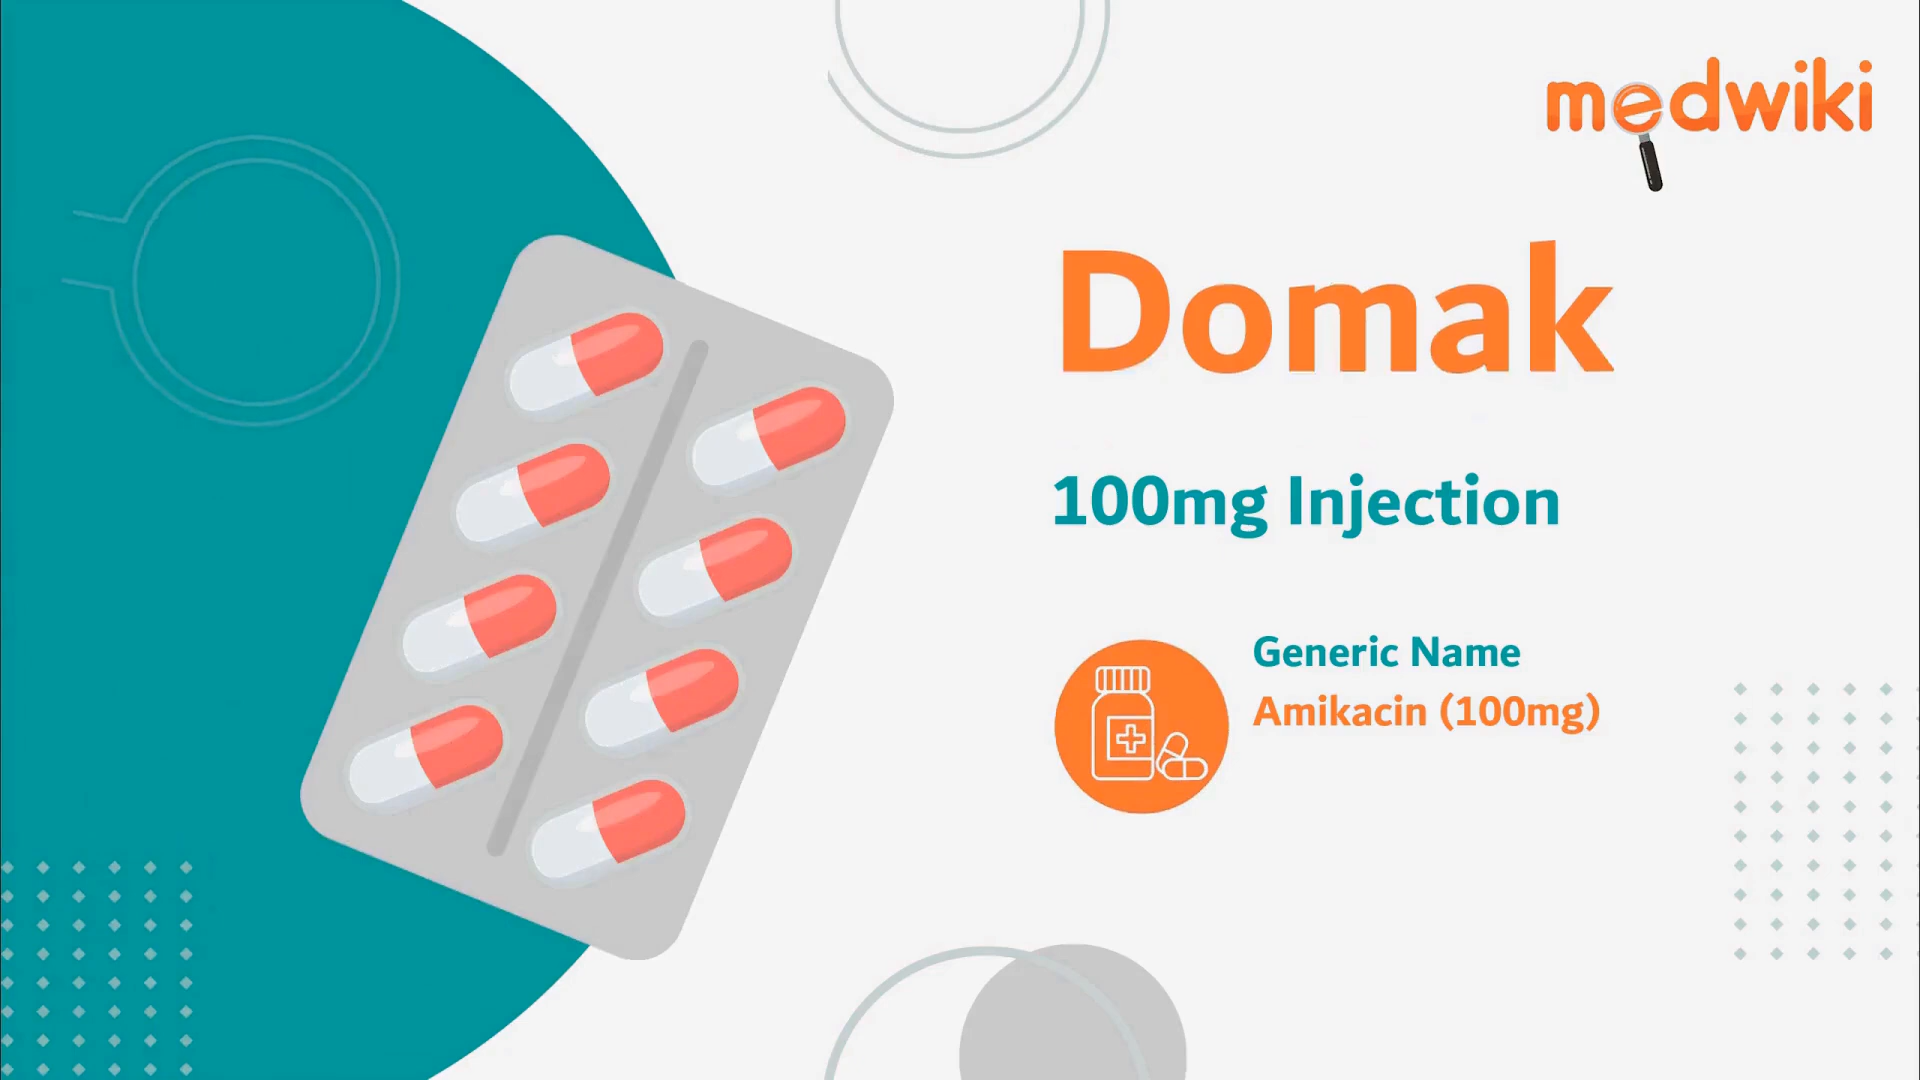 medwiki
Domak
100mg Injection
Generic Name
Amikacin (100mg)